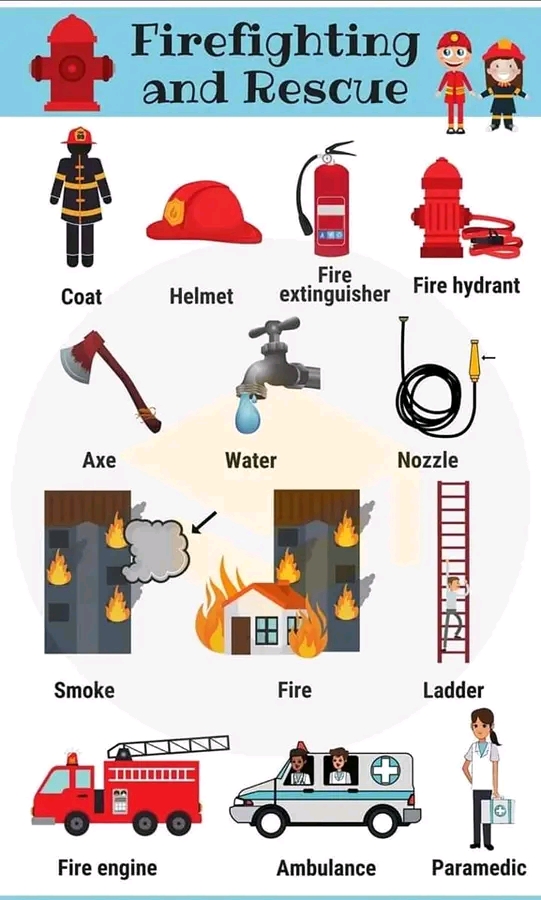 Firefighting
and Rescue
Coat
Helmet
Fire
extinguisher
Fire hydrant
Axe
Water
Nozzle
Smoke
Fire
Ladder
Fire engine
Ambulance
Paramedic